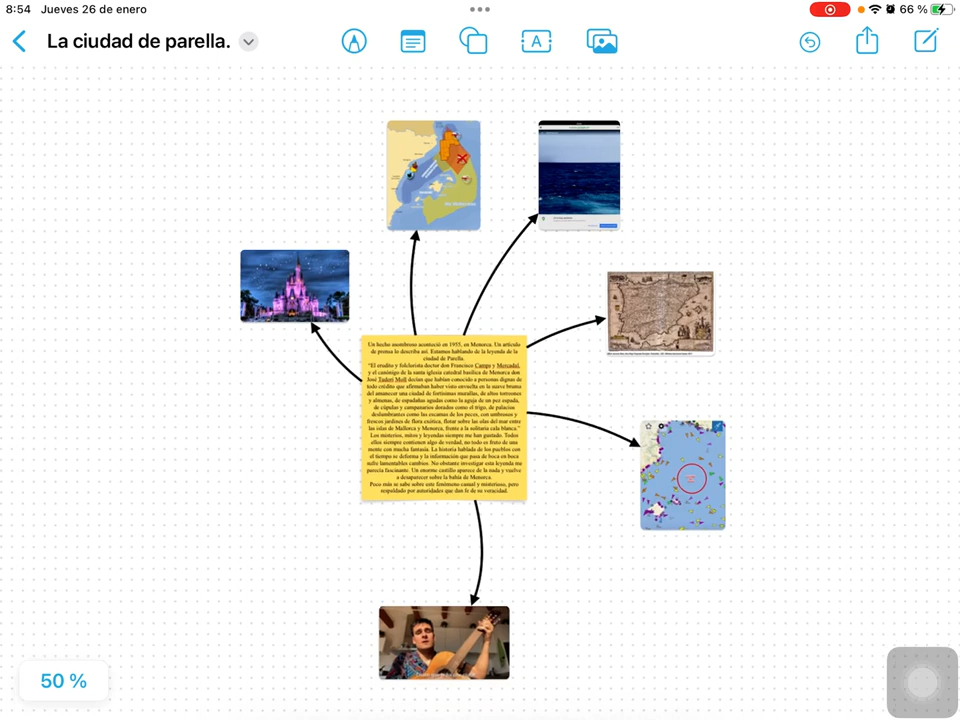 8:54 Jueves 26 de enero
66 %
La ciudad de parella.
A
Un hecho asombroso aconteció en 1955, en Menorca. Un artículo
de prensa lo describía así. Estamos hablando de la leyenda de la
ciudad de Parella.
"El erudito y folclorista doctor don Francisco Camps y Mercadal,
y el canónigo de la santa iglesia catedral basílica de Menorca don
José Tudori Moll decían que habían conocido a personas dignas de
todo crédito que afirmaban haber visto envuelta en la suave bruma
del amanecer una ciudad de fortísimas murallas, de altos torreones
y almenas, de espadañas agudas como la aguja de un pez espada,
de cúpulas y campanarios dorados como el trigo, de palacios
deslumbrantes como las escamas de los peces, con umbrosos y
frescos jardines de flora exótica, flotar sobre las olas del mar entre
las islas de Mallorca y Menorca, frente a la solitaria cala blanca."
Los misterios, mitos y leyendas siempre me han gustado. Todos
ellos siempre contienen algo de verdad, no todo es fruto de una
mente con mucha fantasía. La historia hablada de los pueblos con
el tiempo se deforma y la información que pasa de boca en boca
sufre lamentables cambios. No obstante investigar esta leyenda me
parecía fascinante. Un enorme castillo aparece de la nada y vuelve
a desaparecer sobre la bahía de Menorca.
Poco más se sabe sobre este fenómeno casual y misterioso, pero
respaldado por autoridades que dan fe de su veracidad.
50 %